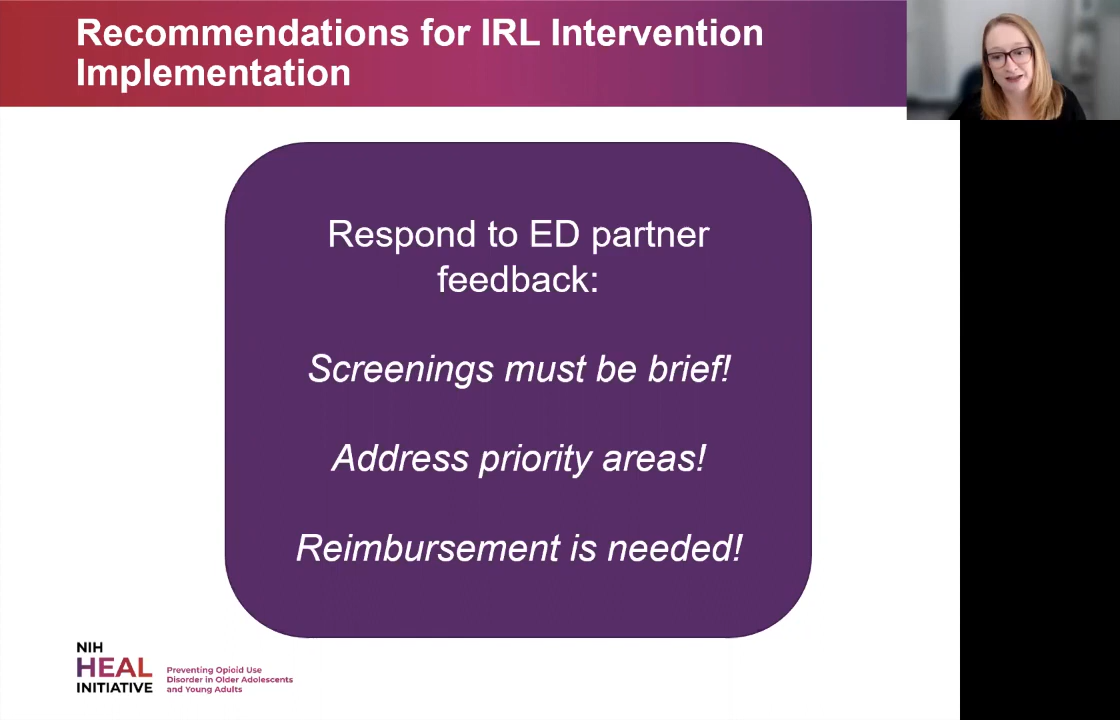 Recommendations for IRL Intervention
Implementation
Respond to ED partner
feedback:
Screenings must be brief!
Address priority areas!
Reimbursement is needed!
NIH
HEAL
INITIATIVE
Preventing Opioid Use
Disorder in Older Adolescents
and Young Adults